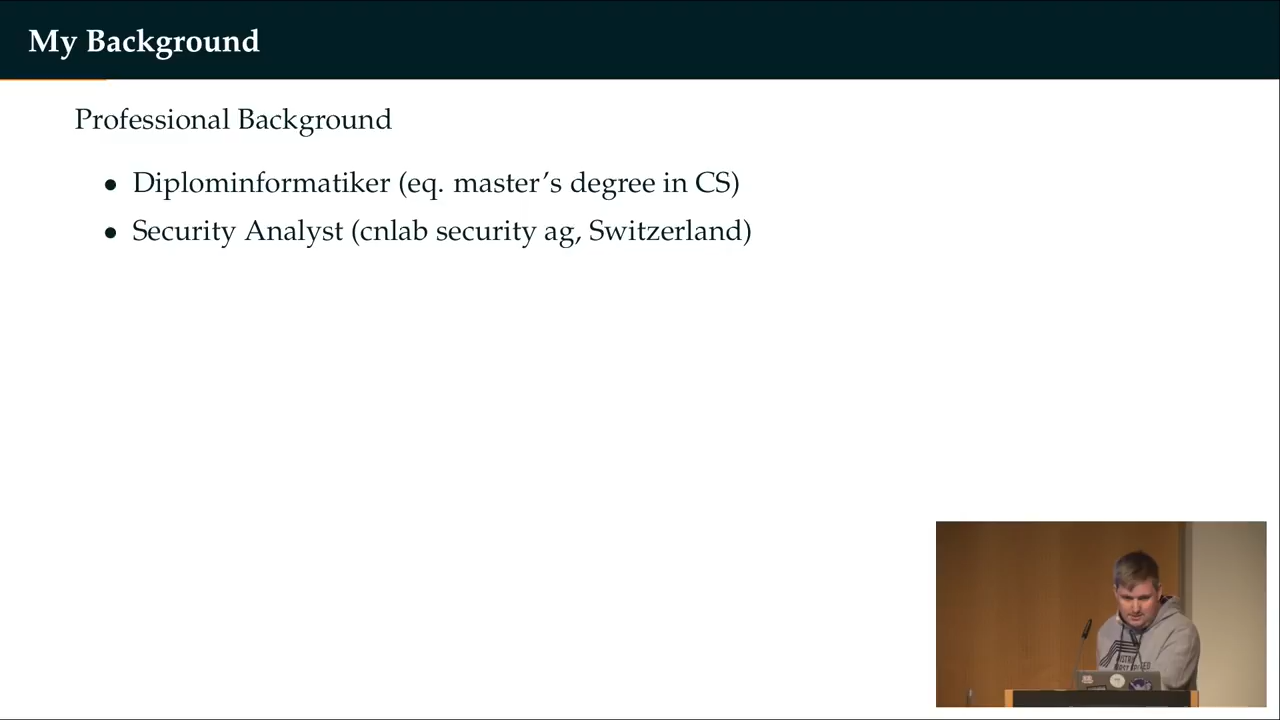 My Background
Professional Background
• Diplominformatiker (eq. master's degree in CS)
• Security Analyst (cnlab security ag, Switzerland)